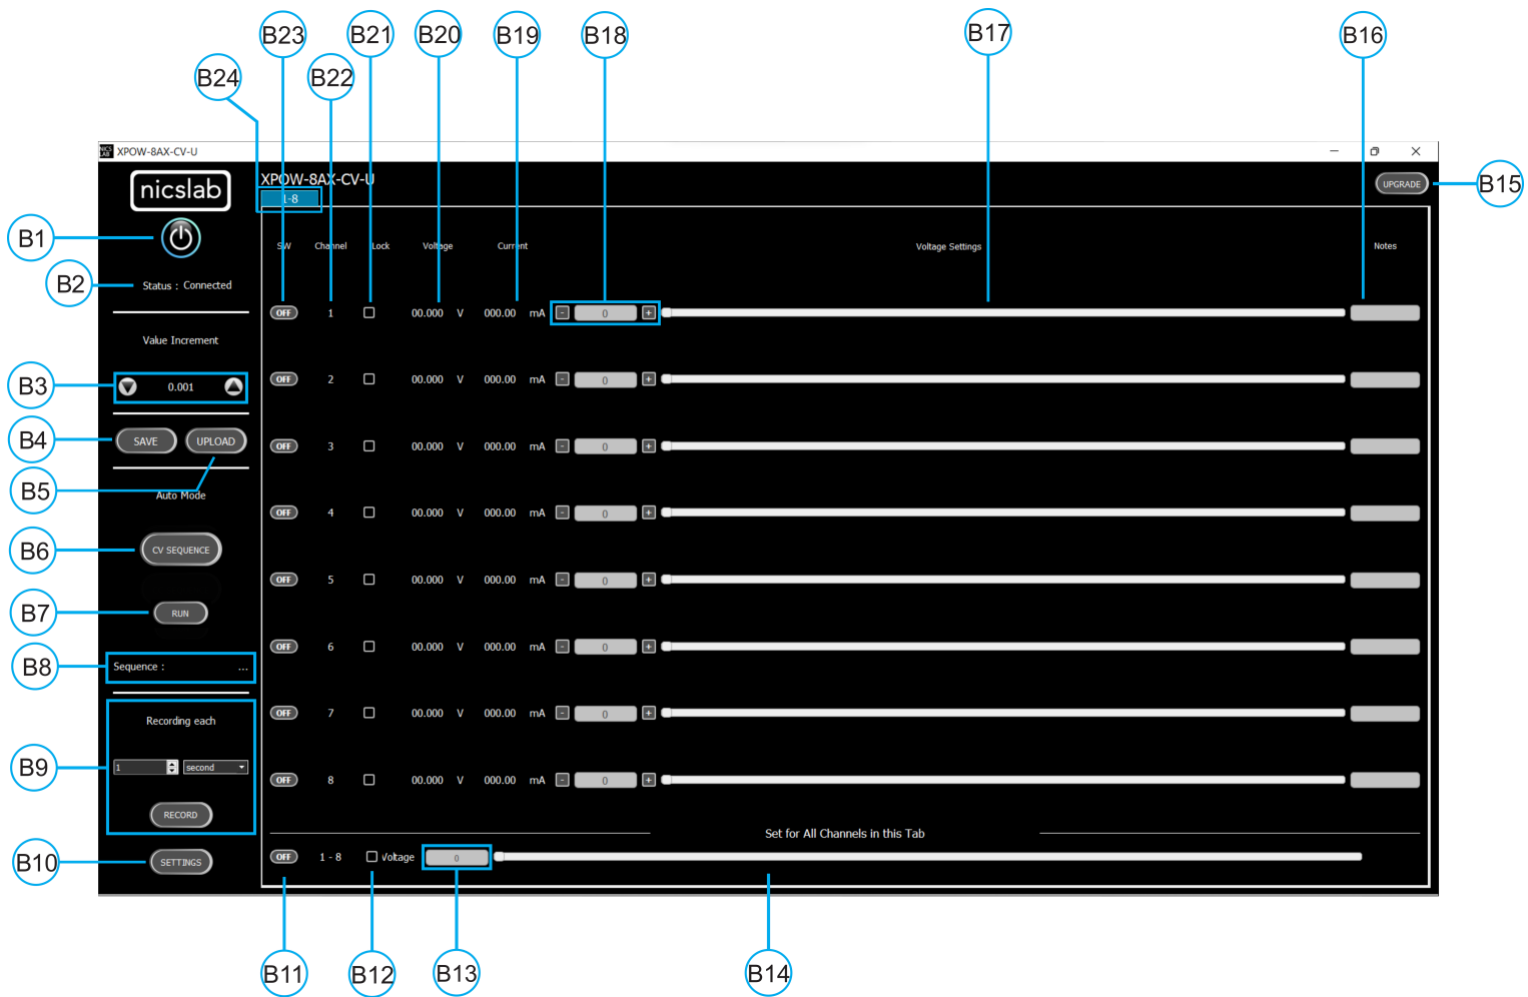 B23 B21 B20 B19 B18 B17 B16
B24 B22
NICS LAB XPOW-8AX-CV-U
nicslab XPOW-8AX-CV-U UPGRADE B15
1-8
B1
SW Channel Lock Voltage Current Voltage Settings Notes
B2 Status : Connected
OFF 1 00.000 V 000.00 mA - 0 +
Value Increment
OFF 2 00.000 V 000.00 mA - 0 +
B3 0.001
B4 SAVE UPLOAD
OFF 3 00.000 V 000.00 mA - 0 +
B5 Auto Mode
OFF 4 00.000 V 000.00 mA - 0 +
B6 CV SEQUENCE
OFF 5 00.000 V 000.00 mA - 0 +
B7 RUN
OFF 6 00.000 V 000.00 mA - 0 +
B8 Sequence : ...
OFF 7 00.000 V 000.00 mA - 0 +
Recording each
B9 1 second
OFF 8 00.000 V 000.00 mA - 0 +
RECORD
Set for All Channels in this Tab
B10 SETTINGS
OFF 1 - 8 Voltage 0
B11 B12 B13 B14